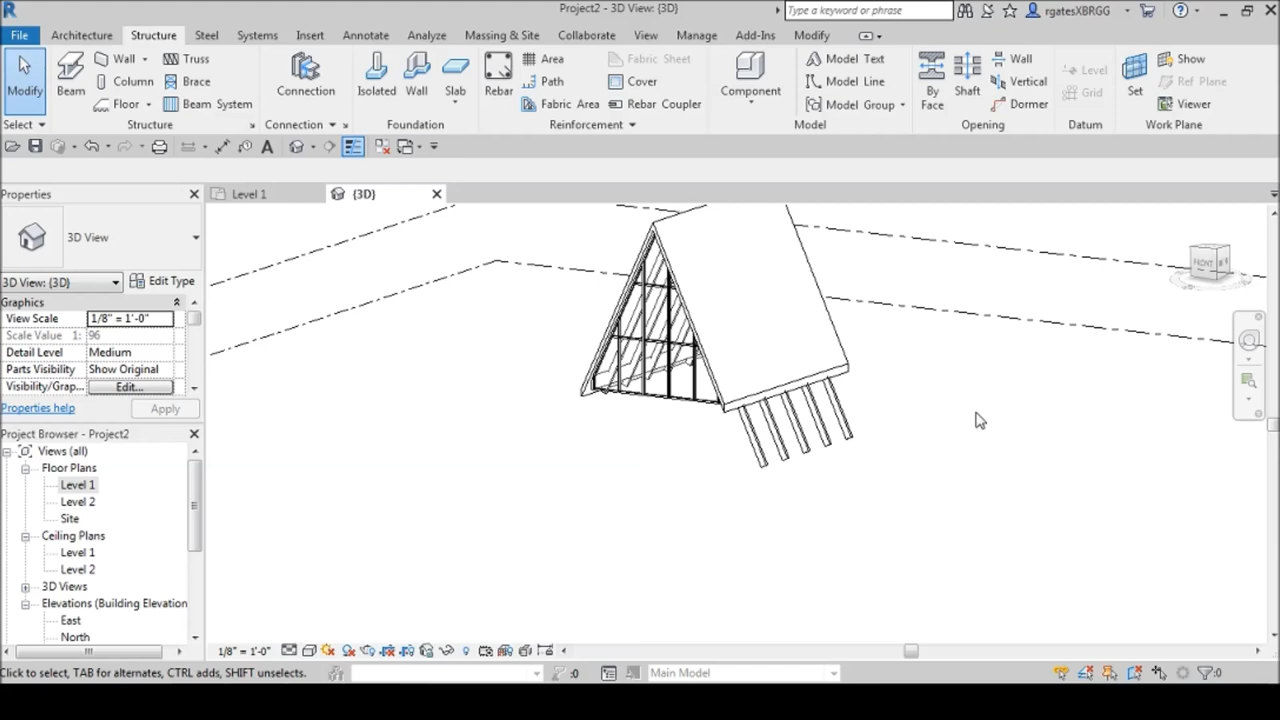 Project2 - 3D View: {3D}
Type a keyword or phrase
rgatesXBRGG
File Architecture Structure Steel Systems Insert Annotate Analyze Massing & Site Collaborate View Manage Add-Ins Modify
Modify
Select
Beam
Wall
Column
Floor
Truss
Brace
Beam System
Structure
Connection
Connection
Isolated
Wall
Slab
Foundation
Rebar
Area
Path
Fabric Area
Fabric Sheet
Cover
Rebar Coupler
Reinforcement
Component
Model Text
Model Line
Model Group
Model
By Face
Shaft
Wall
Vertical
Dormer
Opening
Level
Grid
Datum
Set
Show
Ref Plane
Viewer
Work Plane
Properties
Level 1
{3D}
3D View
3D View: {3D}
Edit Type
Graphics
View Scale 1/8" = 1'-0"
Scale Value 1: 96
Detail Level Medium
Parts Visibility Show Original
Visibility/Grap... Edit...
Properties help
Apply
FRONT
Project Browser - Project2
Views (all)
Floor Plans
Level 1
Level 2
Site
Ceiling Plans
Level 1
Level 2
3D Views
Elevations (Building Elevation
East
North
1/8" = 1'-0"
Click to select, TAB for alternates, CTRL adds, SHIFT unselects.
:0
Main Model
:0